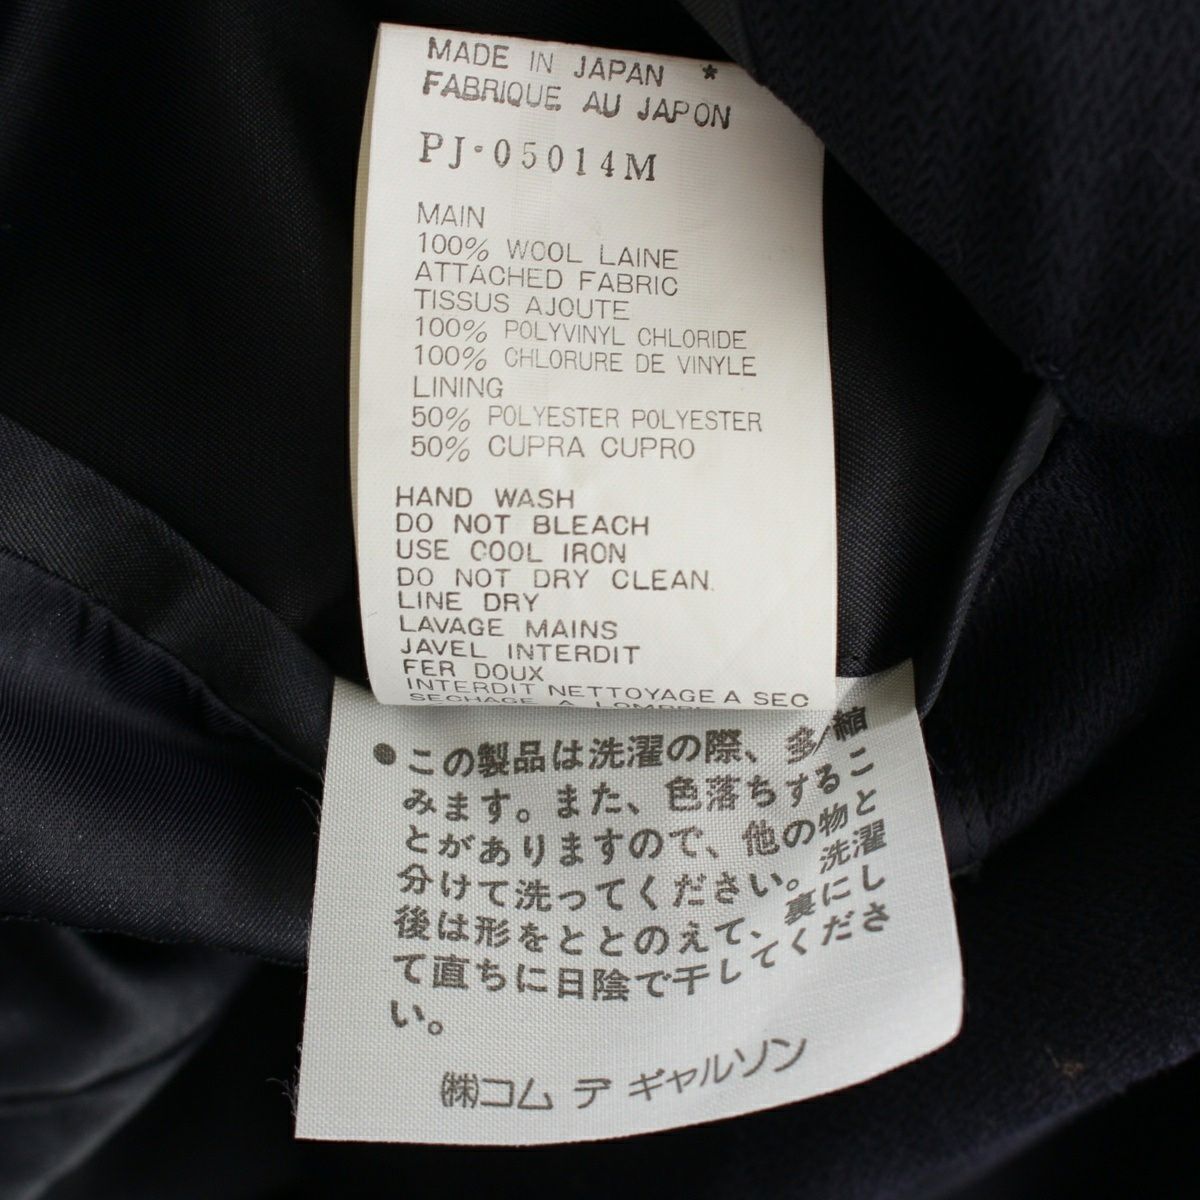 MADE IN JAPAN *
FABRIQUE AU JAPON
PJ-05014M
MAIN
100% WOOL LAINE
ATTACHED FABRIC
TISSUS AJOUTE
100% POLYVINYL CHLORIDE
100% CHLORURE DE VINYLE
LINING
50% POLYESTER POLYESTER
50% CUPRA CUPRO
HAND WASH
DO NOT BLEACH
USE COOL IRON
DO NOT DRY CLEAN.
LINE DRY
LAVAGE MAINS
JAVEL INTERDIT
FER DOUX
INTERDIT NETTOYAGE A SEC
SECHAGE A LOMBRE
●この製品は洗濯の際、多少縮
みます。また、色落ちするこ
とがありますので、他の物と
分けて洗ってください。洗濯
後は形をととのえて、裏にし
て直ちに日陰で干してくださ
い。
㈱コム デ ギャルソン